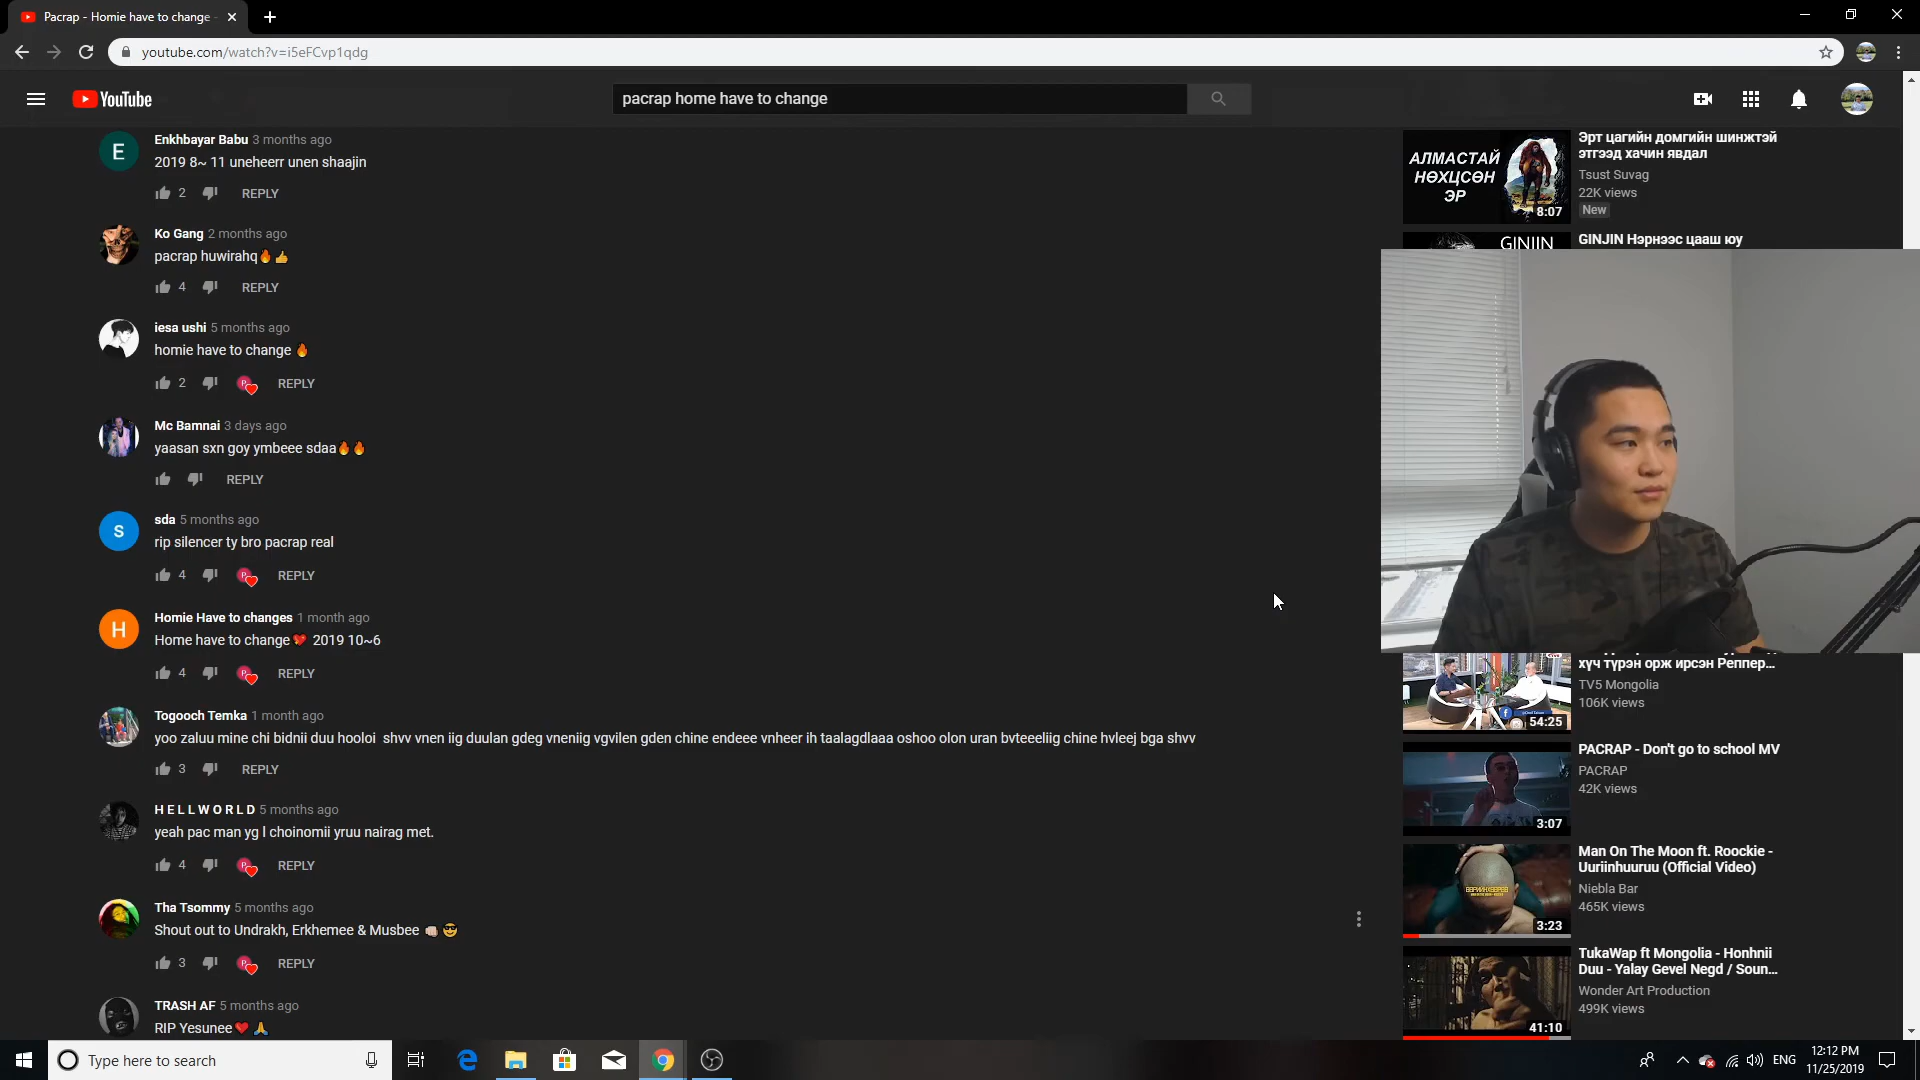 Pacrap - Homie have to change -
youtube.com/watch?v=i5eFCvp1qdg
YouTube
pacrap home have to change
Enkhbayar Babu 3 months ago
2019 8~ 11 uneheerr unen shaajin
2
REPLY
Ko Gang 2 months ago
pacrap huwirahq🔥👍
4
REPLY
iesa ushi 5 months ago
homie have to change 🔥
2
REPLY
Mc Bamnai 3 days ago
yaasan sxn goy ymbeee sdaa🔥🔥
REPLY
S
sda 5 months ago
rip silencer ty bro pacrap real
4
REPLY
H
Homie Have to changes 1 month ago
Home have to change💖 2019 10~6
4
REPLY
Togooch Temka 1 month ago
yoo zaluu mine chi bidnii duu hooloi shvv vnen iig duulan gdeg vneniig vgvilen gden chine endeee vnheer ih taalagdlaaa oshoo olon uran bvteeeliig chine hvleej bga shvv
3
REPLY
H E L L W O R L D 5 months ago
yeah pac man yg l choinomii yruu nairag met.
4
REPLY
Tha Tsommy 5 months ago
Shout out to Undrakh, Erkhemee & Musbee 👊🏻 😎
3
REPLY
TRASH AF 5 months ago
RIP Yesunee❤️ 🙏
E
АЛМАСТАЙ
НӨХЦСӨН
ЭР
8:07
Эрт цагийн домгийн шинжтэй
этгээд хачин явдал
Tsust Suvag
22K views
New
GINJIN
GINJIN Нэрнээс цааш юу
хүч түрэн орж ирсэн Реппер...
TV5 Mongolia
106K views
54:25
PACRAP - Don't go to school MV
PACRAP
42K views
3:07
Man On The Moon ft. Roockie -
Uuriinhuuruu (Official Video)
Niebla Bar
465K views
3:23
TukaWap ft Mongolia - Honhnii
Duu - Yalay Gevel Negd / Soun...
Wonder Art Production
499K views
41:10
Type here to search
ENG
12:12 PM
11/25/2019